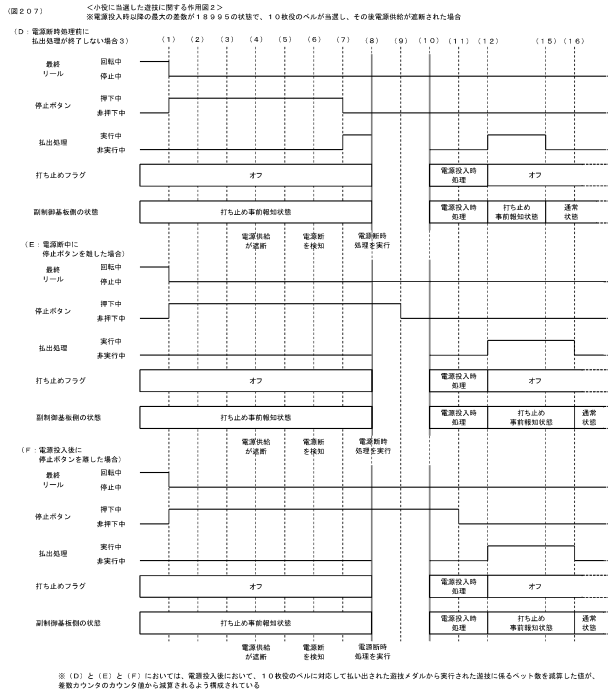 (図２０７)
＜小役に当選した遊技に関する作用図２＞
※電源投入時以降の最大の差数が１８９９５の状態で、１０枚役のベルが当選し、その後電源供給が遮断された場合
（Ｄ：電源断時処理前に
払出処理が終了しない場合３）
（１） （２） （３） （４） （５） （６） （７） （８） （９） （１０） （１１） （１２） （１５） （１６）
最終
リール
回転中
停止中
停止ボタン
押下中
非押下中
払出処理
実行中
非実行中
打ち止めフラグ
オフ
電源投入時
処理
オフ
副制御基板側の状態
打ち止め事前報知状態
電源投入時
処理
打ち止め
事前報知状態
通常
状態
電源供給
が遮断
電源断
を検知
電源断時
処理を実行
（Ｅ：電源断中に
停止ボタンを離した場合）
最終
リール
回転中
停止中
停止ボタン
押下中
非押下中
払出処理
実行中
非実行中
打ち止めフラグ
オフ
電源投入時
処理
オフ
副制御基板側の状態
打ち止め事前報知状態
電源投入時
処理
打ち止め
事前報知状態
通常
状態
電源供給
が遮断
電源断
を検知
電源断時
処理を実行
（Ｆ：電源投入後に
停止ボタンを離した場合）
最終
リール
回転中
停止中
停止ボタン
押下中
非押下中
払出処理
実行中
非実行中
打ち止めフラグ
オフ
電源投入時
処理
オフ
副制御基板側の状態
打ち止め事前報知状態
電源投入時
処理
打ち止め
事前報知状態
通常
状態
電源供給
が遮断
電源断
を検知
電源断時
処理を実行
※（Ｄ）と（Ｅ）と（Ｆ）においては、電源投入後において、１０枚役のベルに対応して払い出された遊技メダルから実行された遊技に係るベット数を減算した値が、
差数カウンタのカウンタ値から減算されるよう構成されている